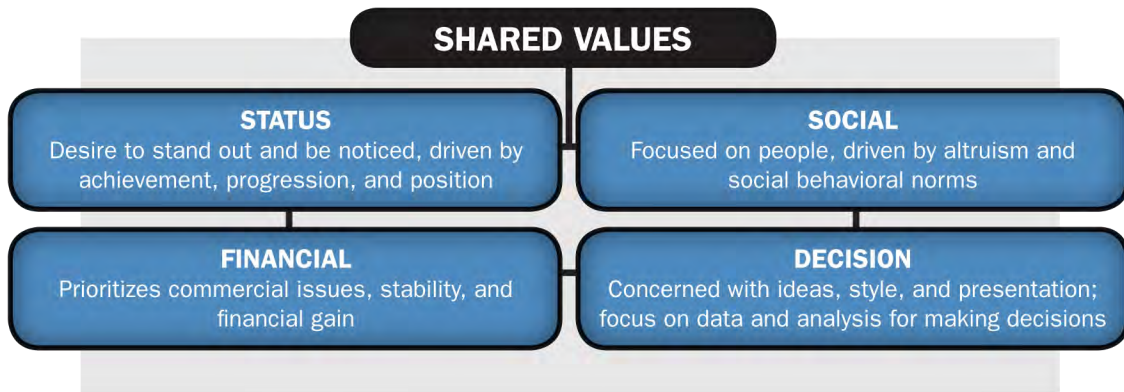 SHARED VALUES
STATUS
Desire to stand out and be noticed, driven by
achievement, progression, and position
SOCIAL
Focused on people, driven by altruism and
social behavioral norms
FINANCIAL
Prioritizes commercial issues, stability, and
financial gain
DECISION
Concerned with ideas, style, and presentation;
focus on data and analysis for making decisions